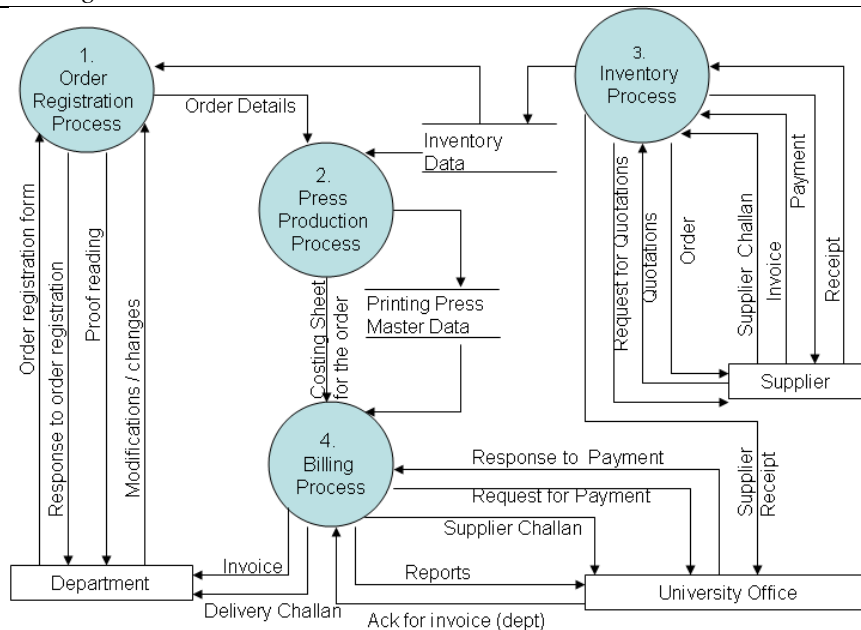 1.
Order
Registration
Process
Order Details
3.
Inventory
Process
Inventory
Data
2.
Press
Production
Process
Printing Press
Master Data
Costing Sheet
for the order
Order registration form
Response to order registration
Proof reading
Modifications / changes
Request for Quotations
Quotations
Order
Supplier Challan
Invoice
Payment
Receipt
Supplier
4.
Billing
Process
Response to Payment
Request for Payment
Supplier Challan
Supplier
Receipt
Invoice
Reports
Department
University Office
Delivery Challan
Ack for invoice (dept)